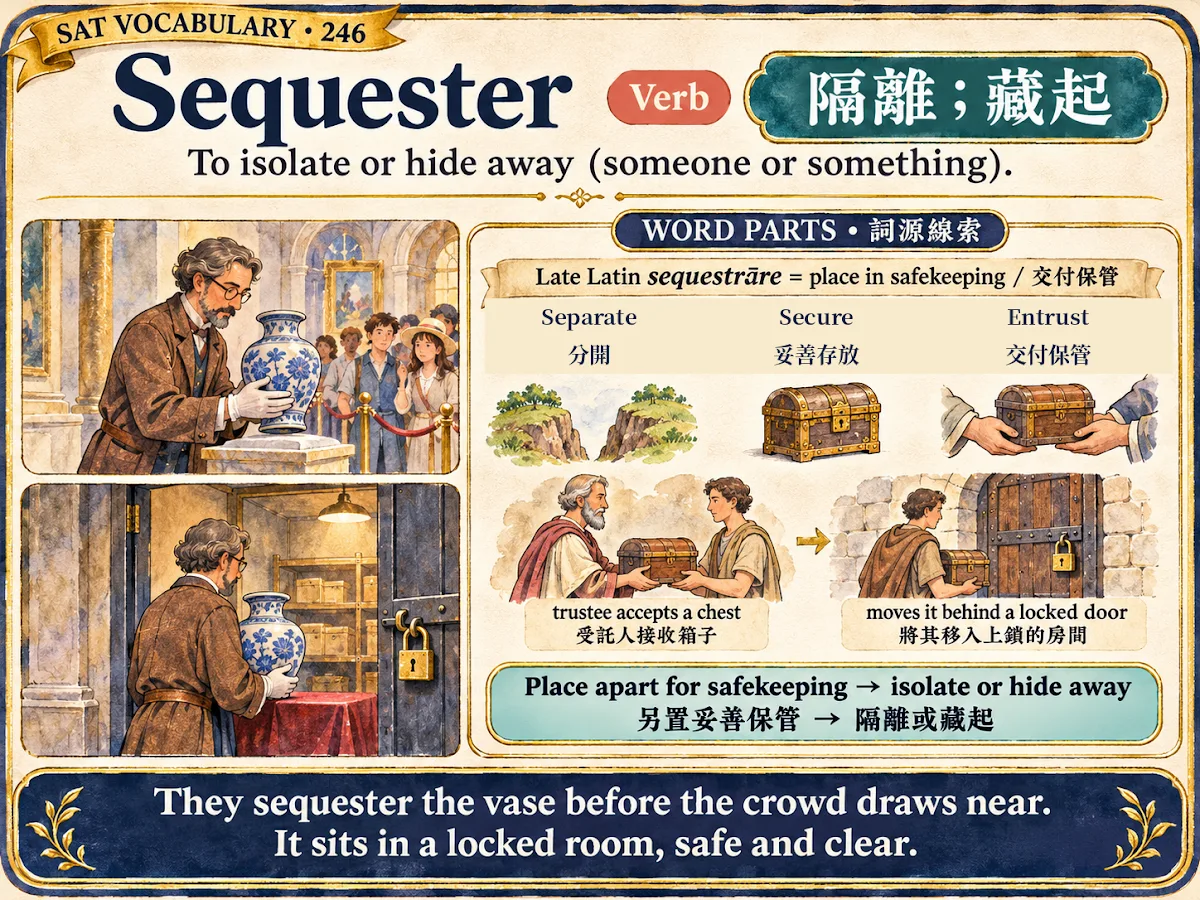 SAT VOCABULARY • 246
Sequester
Verb
隔離；藏起
To isolate or hide away (someone or something).
WORD PARTS • 詞源線索
Late Latin sequestrāre = place in safekeeping / 交付保管
Separate
分開
Secure
妥善存放
Entrust
交付保管
trustee accepts a chest
受託人接收箱子
moves it behind a locked door
將其移入上鎖的房間
Place apart for safekeeping → isolate or hide away
另置妥善保管 → 隔離或藏起
They sequester the vase before the crowd draws near.
It sits in a locked room, safe and clear.